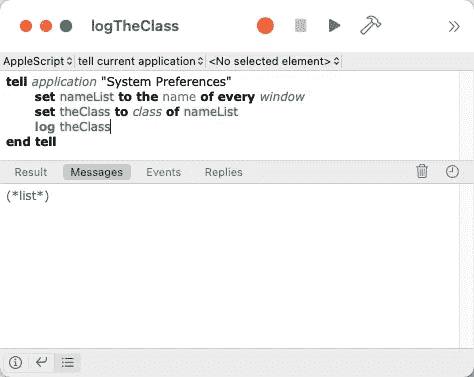 logTheClass
AppleScript tell current application <No selected element>
tell application "System Preferences"
set nameList to the name of every window
set theClass to class of nameList
log theClass
end tell
Result Messages Events Replies
(*list*)